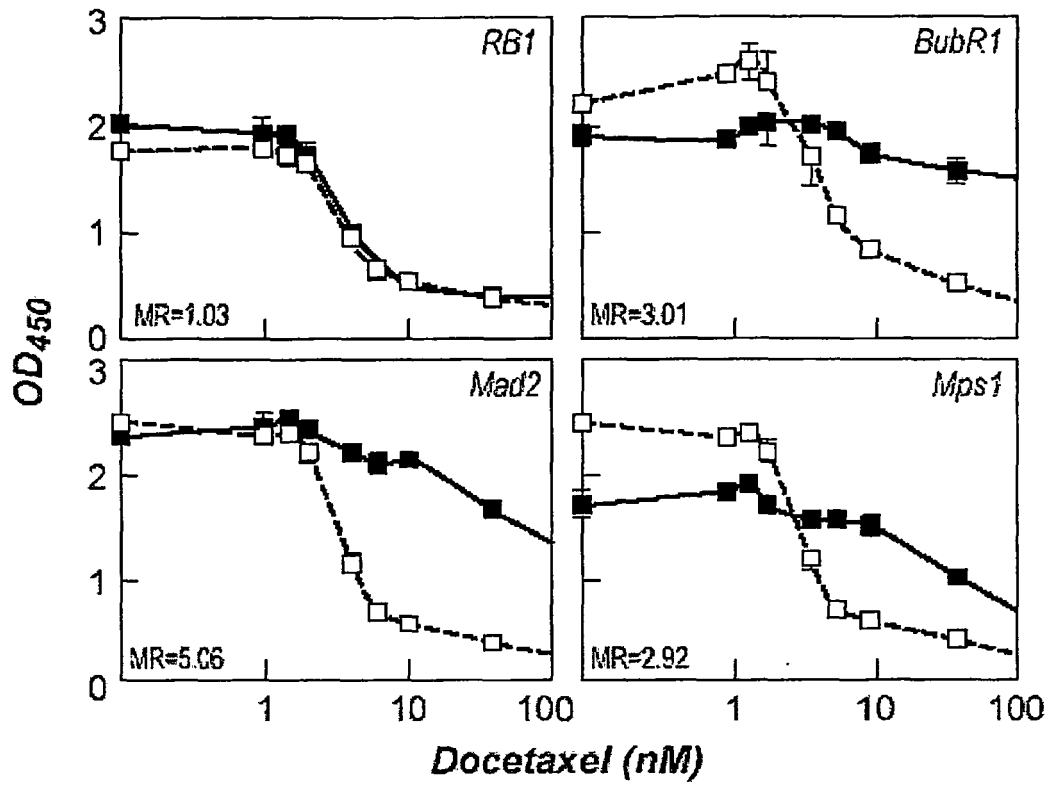 3
RB1
BubR1
2
1
MR=1.03
MR=3.01
0
OD450
3
Mad2
Mps1
2
1
MR=5.06
MR=2.92
0
1 10 100
1 10 100
Docetaxel (nM)